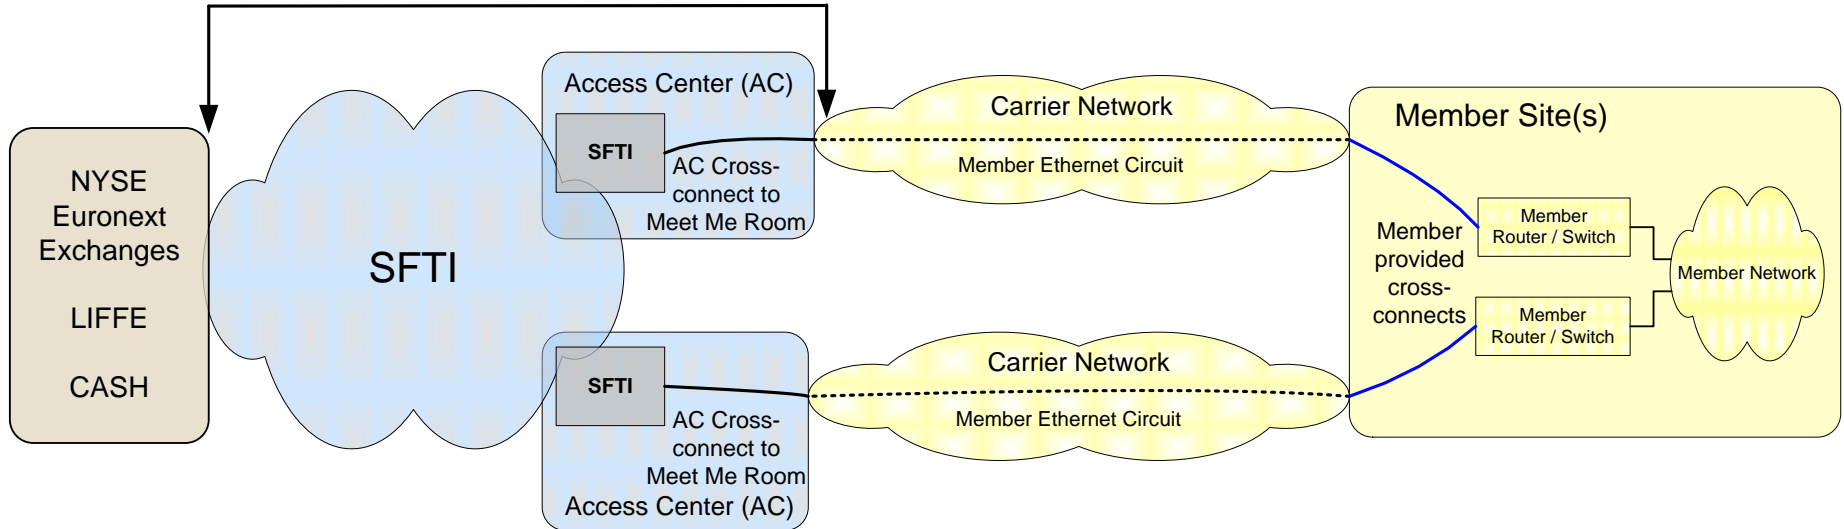 NYSE
Euronext
Exchanges
LIFFE
CASH
SFTI
Access Center (AC)
SFTI
AC Cross-
connect to
Meet Me Room
Carrier Network
Member Ethernet Circuit
Member Site(s)
Member
provided
cross-
connects
Member
Router / Switch
Member
Router / Switch
Member Network
SFTI
AC Cross-
connect to
Meet Me Room
Access Center (AC)
Carrier Network
Member Ethernet Circuit